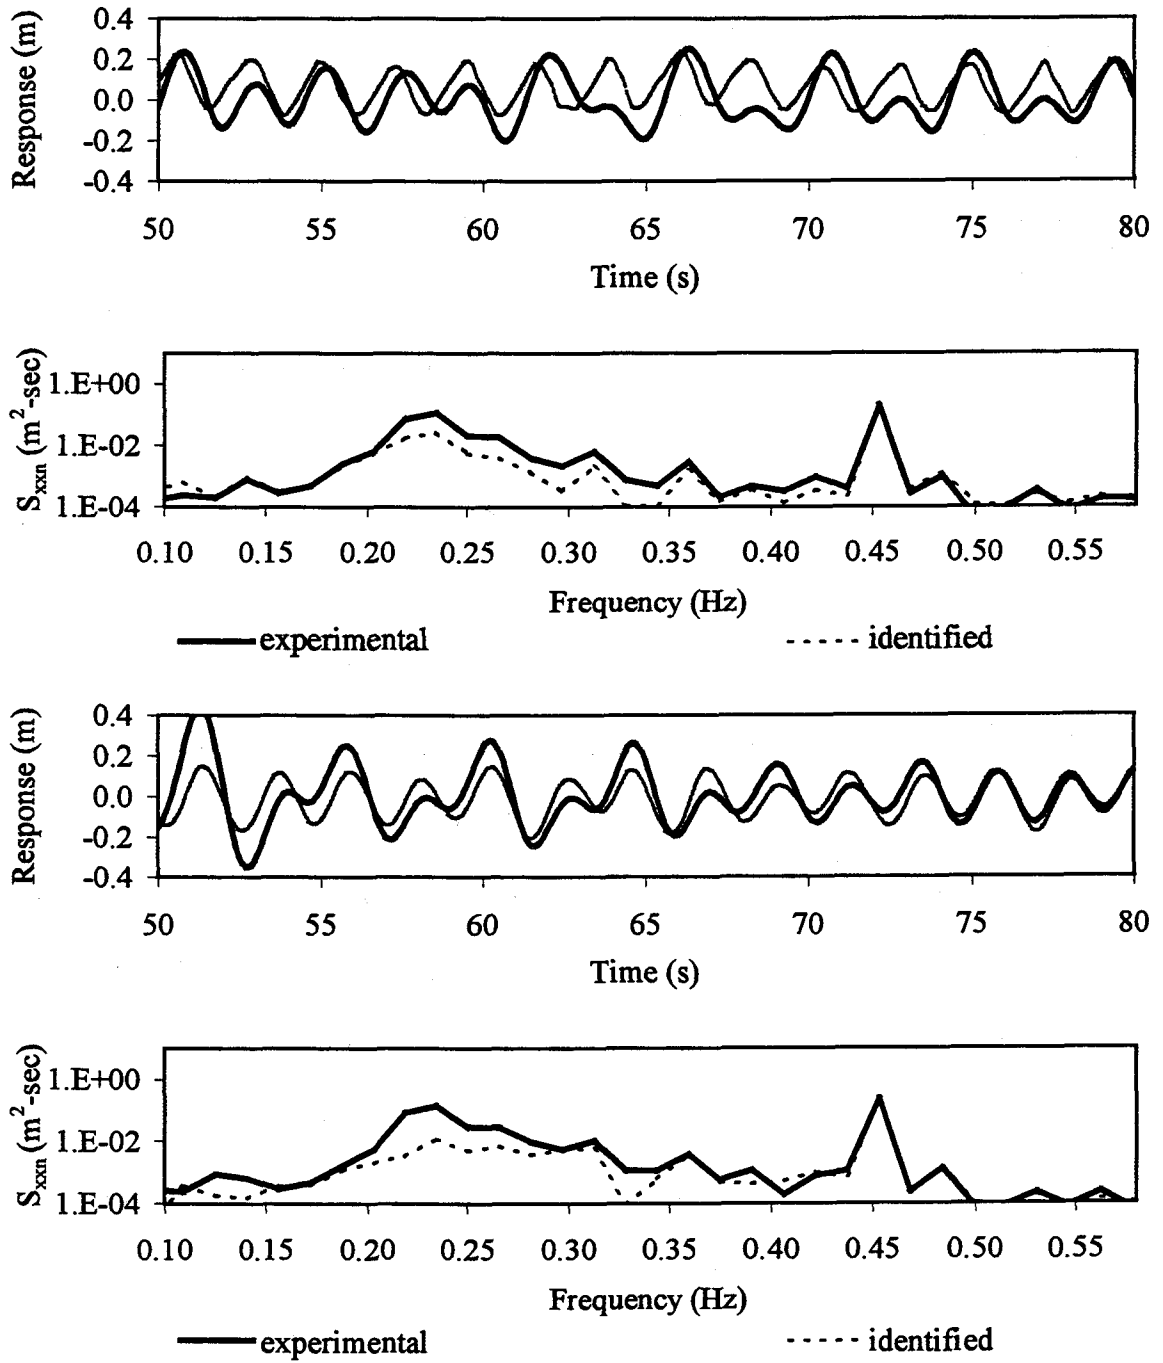 Response (m)
0.4
0.2
0.0
-0.2
-0.4
50 55 60 65 70 75 80
Time (s)
Sxxn (m2-sec)
1.E+00
1.E-02
1.E-04
0.10 0.15 0.20 0.25 0.30 0.35 0.40 0.45 0.50 0.55
Frequency (Hz)
experimental identified
Response (m)
0.4
0.2
0.0
-0.2
-0.4
50 55 60 65 70 75 80
Time (s)
Sxxn (m2-sec)
1.E+00
1.E-02
1.E-04
0.10 0.15 0.20 0.25 0.30 0.35 0.40 0.45 0.50 0.55
Frequency (Hz)
experimental identified